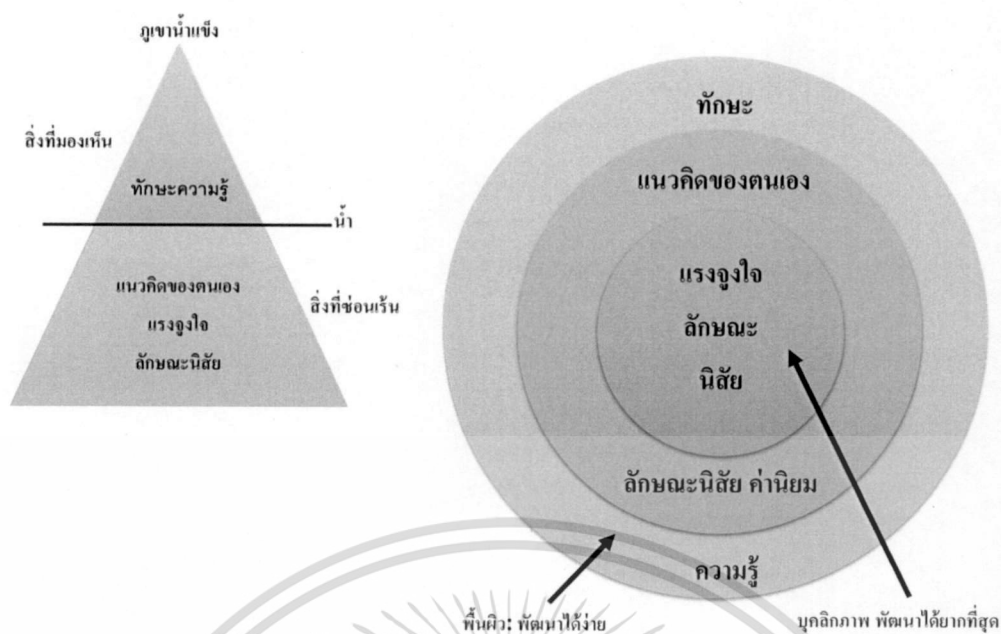 ภูเขาน้ำแข็ง
สิ่งที่มองเห็น
ทักษะความรู้
น้ำ
แนวคิดของตนเอง
แรงจูงใจ
ลักษณะนิสัย
สิ่งที่ซ่อนเร้น
ทักษะ
แนวคิดของตนเอง
แรงจูงใจ
ลักษณะ
นิสัย
ลักษณะนิสัย ค่านิยม
ความรู้
พื้นผิว: พัฒนาได้ง่าย
บุคลิกภาพ พัฒนาได้ยากที่สุด